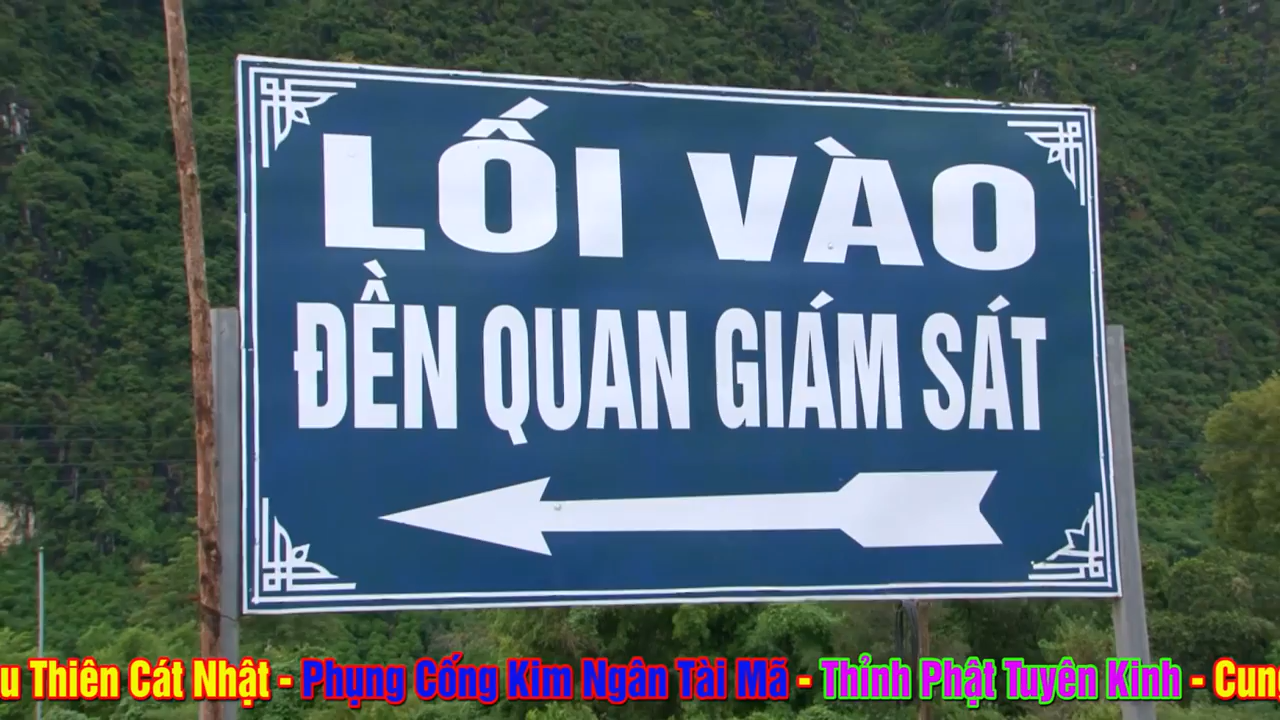 LỐI VÀO
ĐỀN QUAN GIÁM SÁT
u Thiên Cát Nhật - Phụng Cống Kim Ngân Tài Mã - Thỉnh Phật Tuyên Kinh - Cung